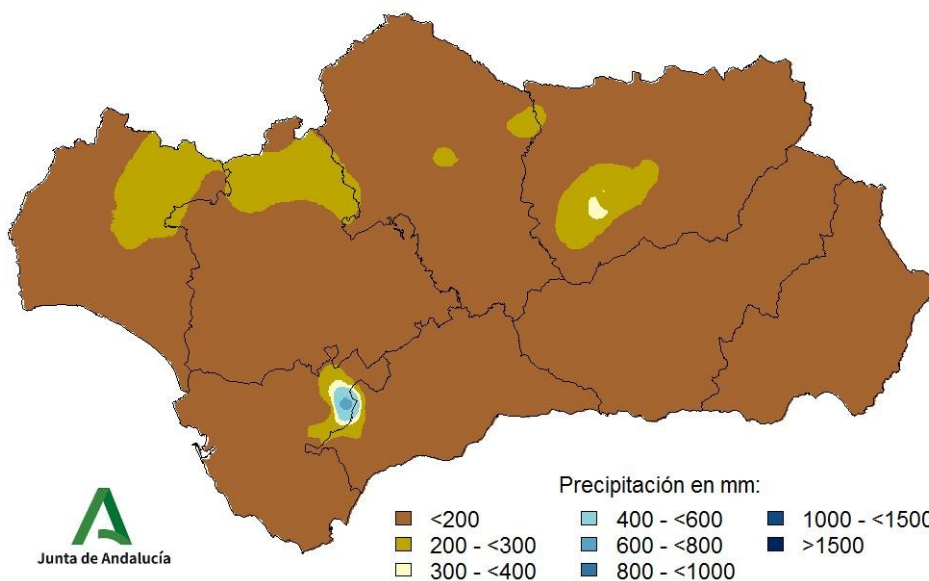 Precipitación en mm:
<200
400 - <600
1000 - <1500
200 - <300
600 - <800
>1500
300 - <400
800 - <1000
Junta de Andalucía